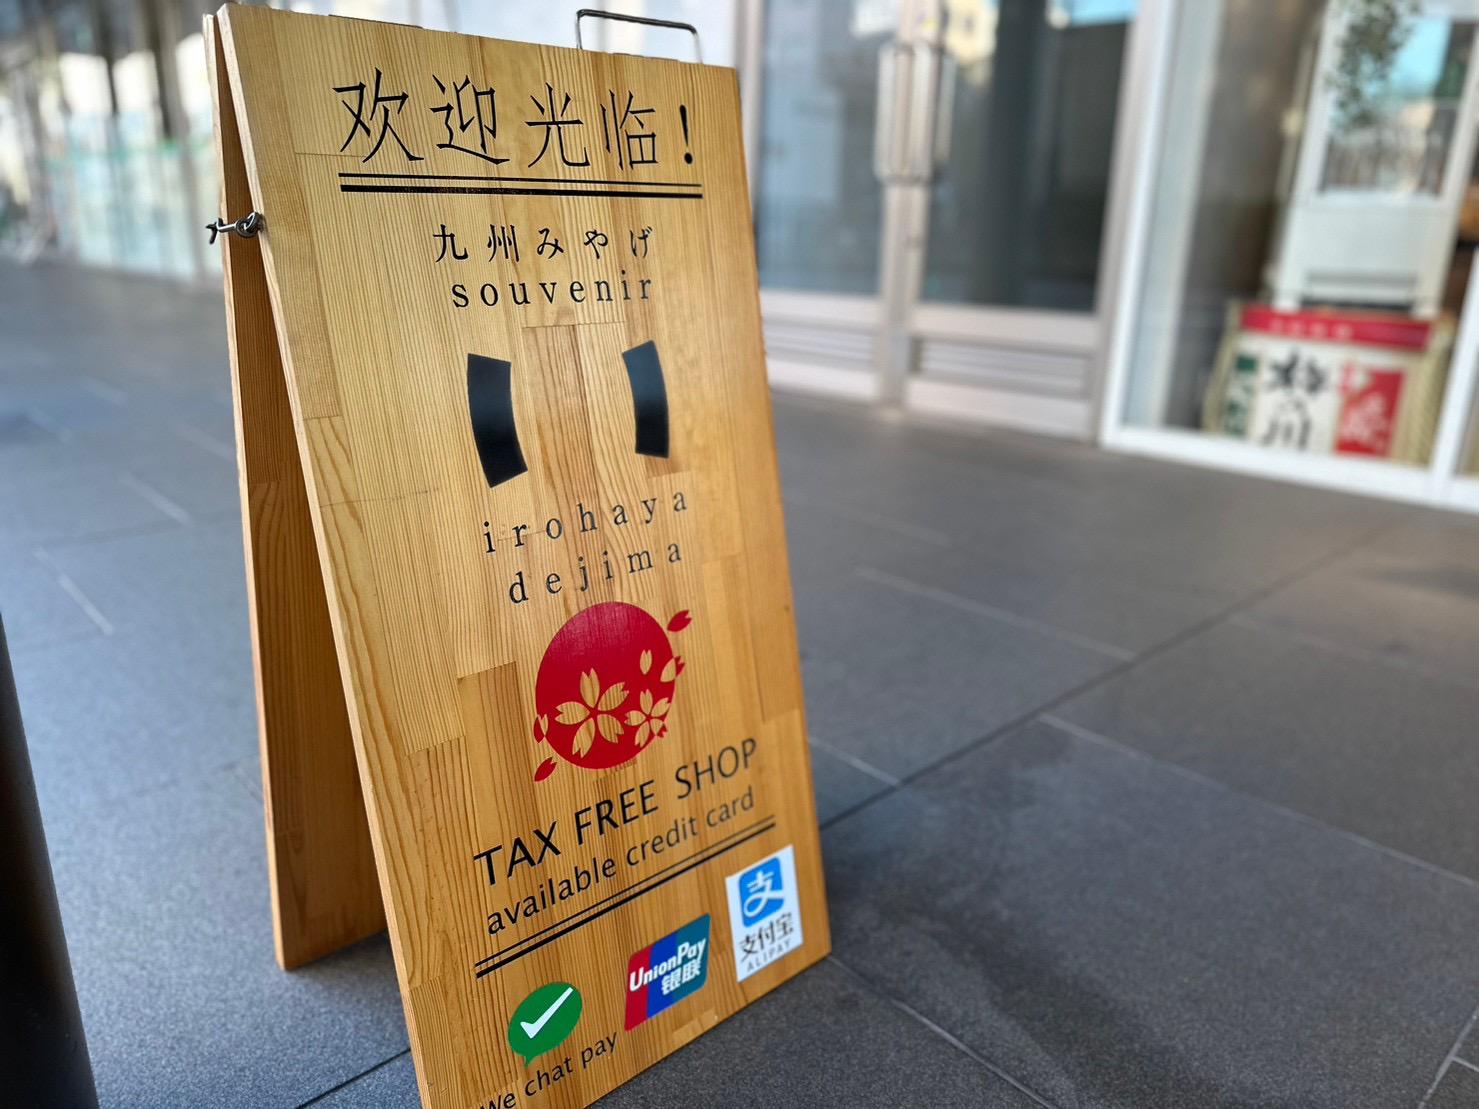 欢迎光临!
九州みやげ
souvenir
irohaya
dejima
TAX FREE SHOP
available credit card
支
支付宝
ALIPAY
UnionPay
银联
We chat pay